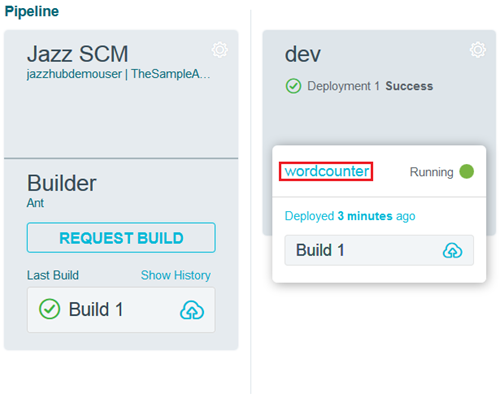 Pipeline
Jazz SCM
jazzhubdemouser | TheSampleA...
Builder
Ant
REQUEST BUILD
Last Build Show History
Build 1
dev
Deployment 1 Success
wordcounter Running
Deployed 3 minutes ago
Build 1